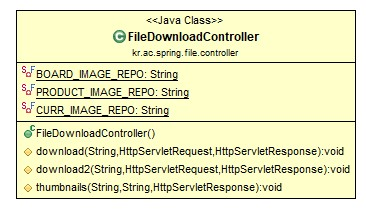 <<Java Class>>
FileDownloadController
kr.ac.spring.file.controller
BOARD_IMAGE_REPO: String
PRODUCT_IMAGE_REPO: String
CURR_IMAGE_REPO: String
FileDownloadController()
download(String,HttpServletRequest,HttpServletResponse):void
download2(String,HttpServletRequest,HttpServletResponse):void
thumbnails(String,String,HttpServletResponse):void